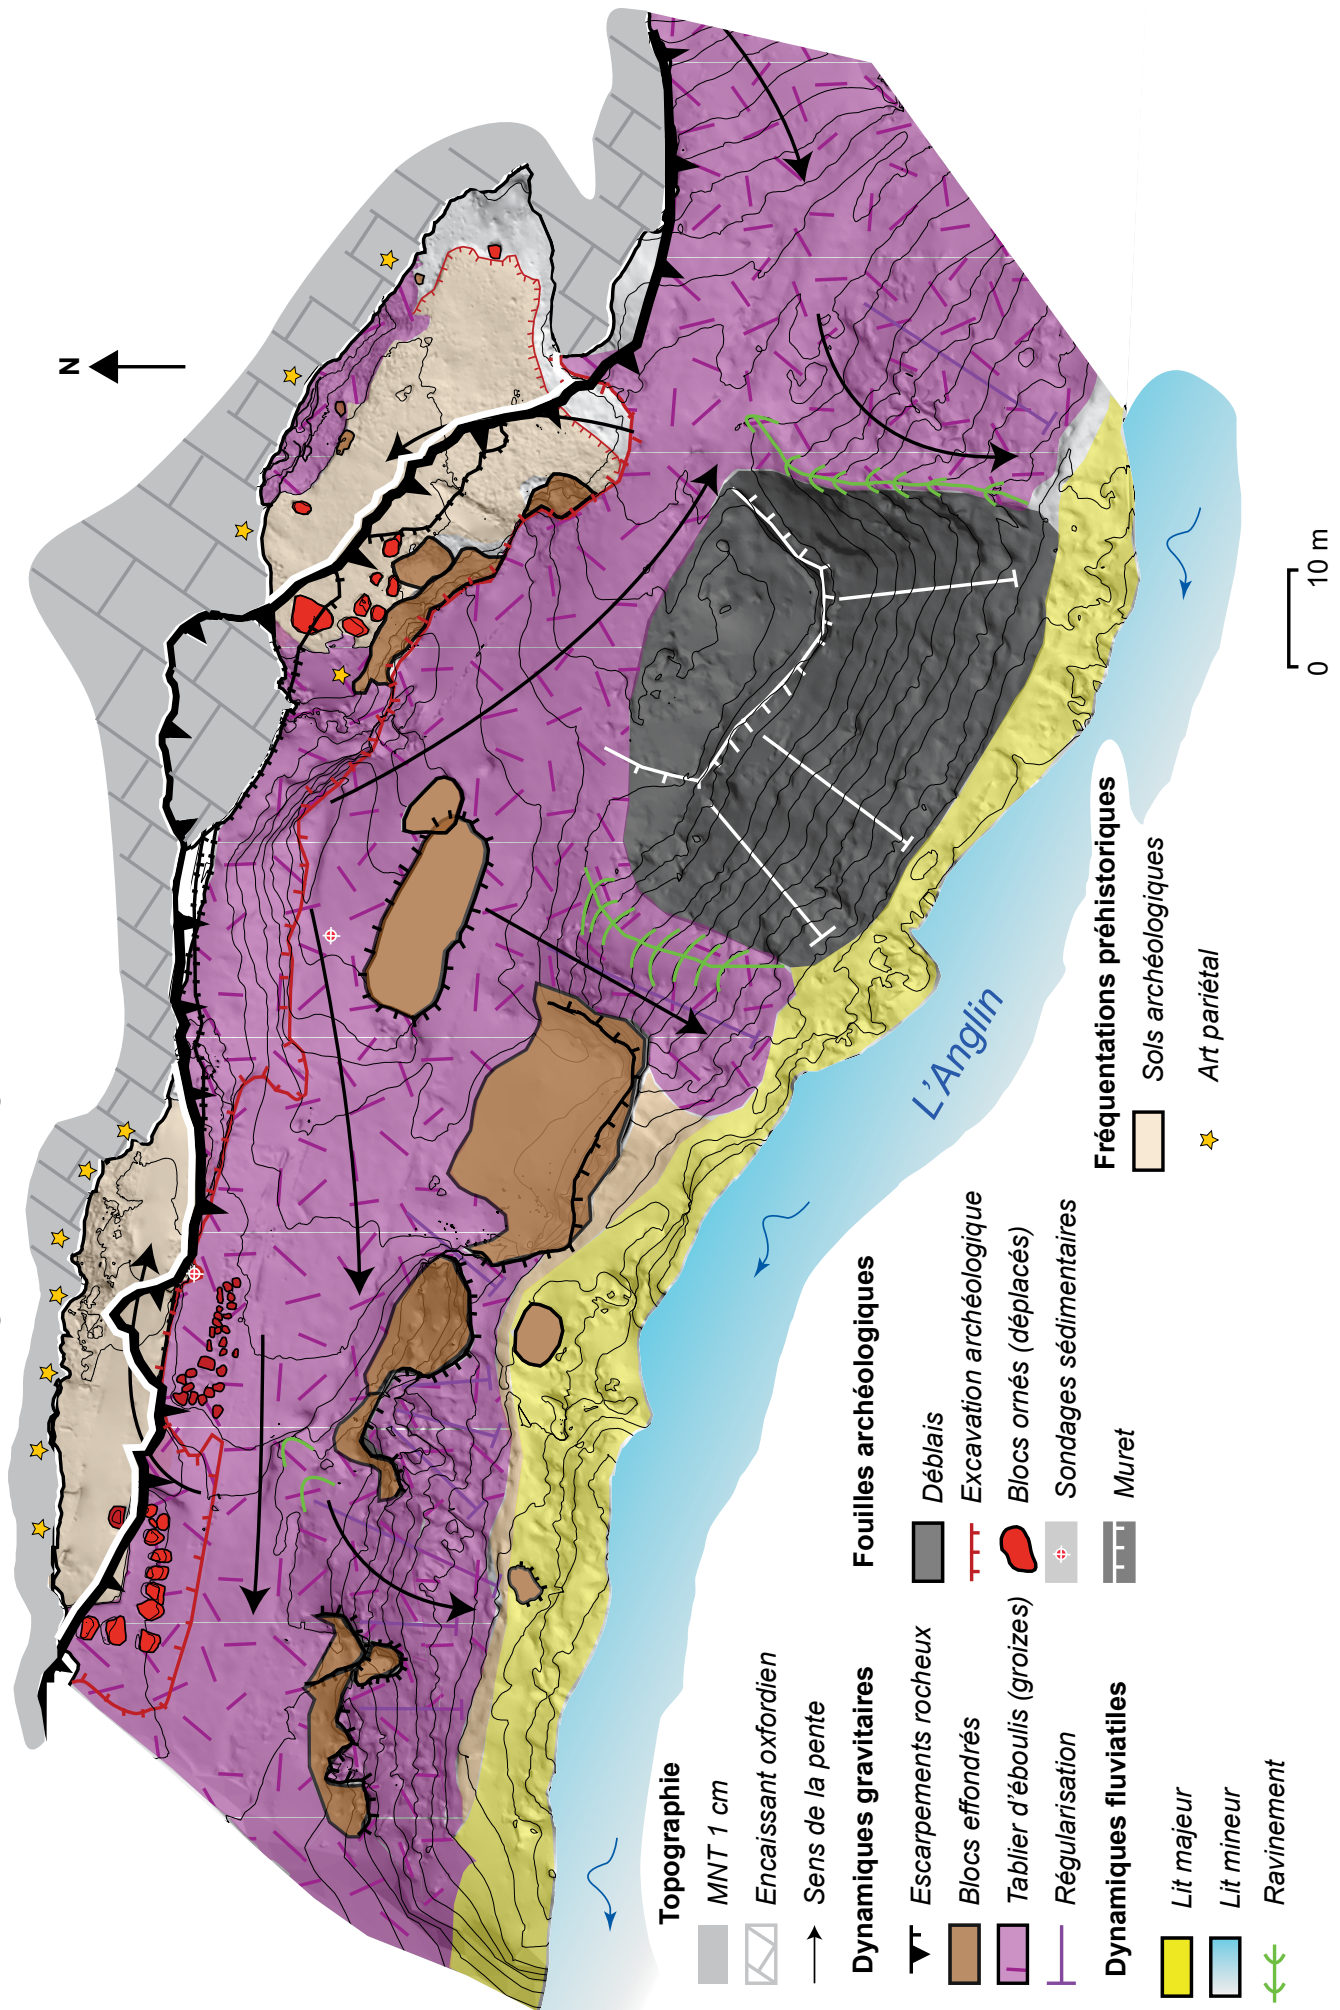 N
L'Anglin
0 10 m
Topographie
MNT 1 cm
Encaissant oxfordien
Sens de la pente
Dynamiques gravitaires
Escarpements rocheux
Blocs effondrés
Tablier d'éboulis (groizes)
Régularisation
Dynamiques fluviatiles
Lit majeur
Lit mineur
Ravinement
Fouilles archéologiques
Déblais
Excavation archéologique
Blocs ornés (déplacés)
Sondages sédimentaires
Muret
Fréquentations préhistoriques
Sols archéologiques
Art pariétal